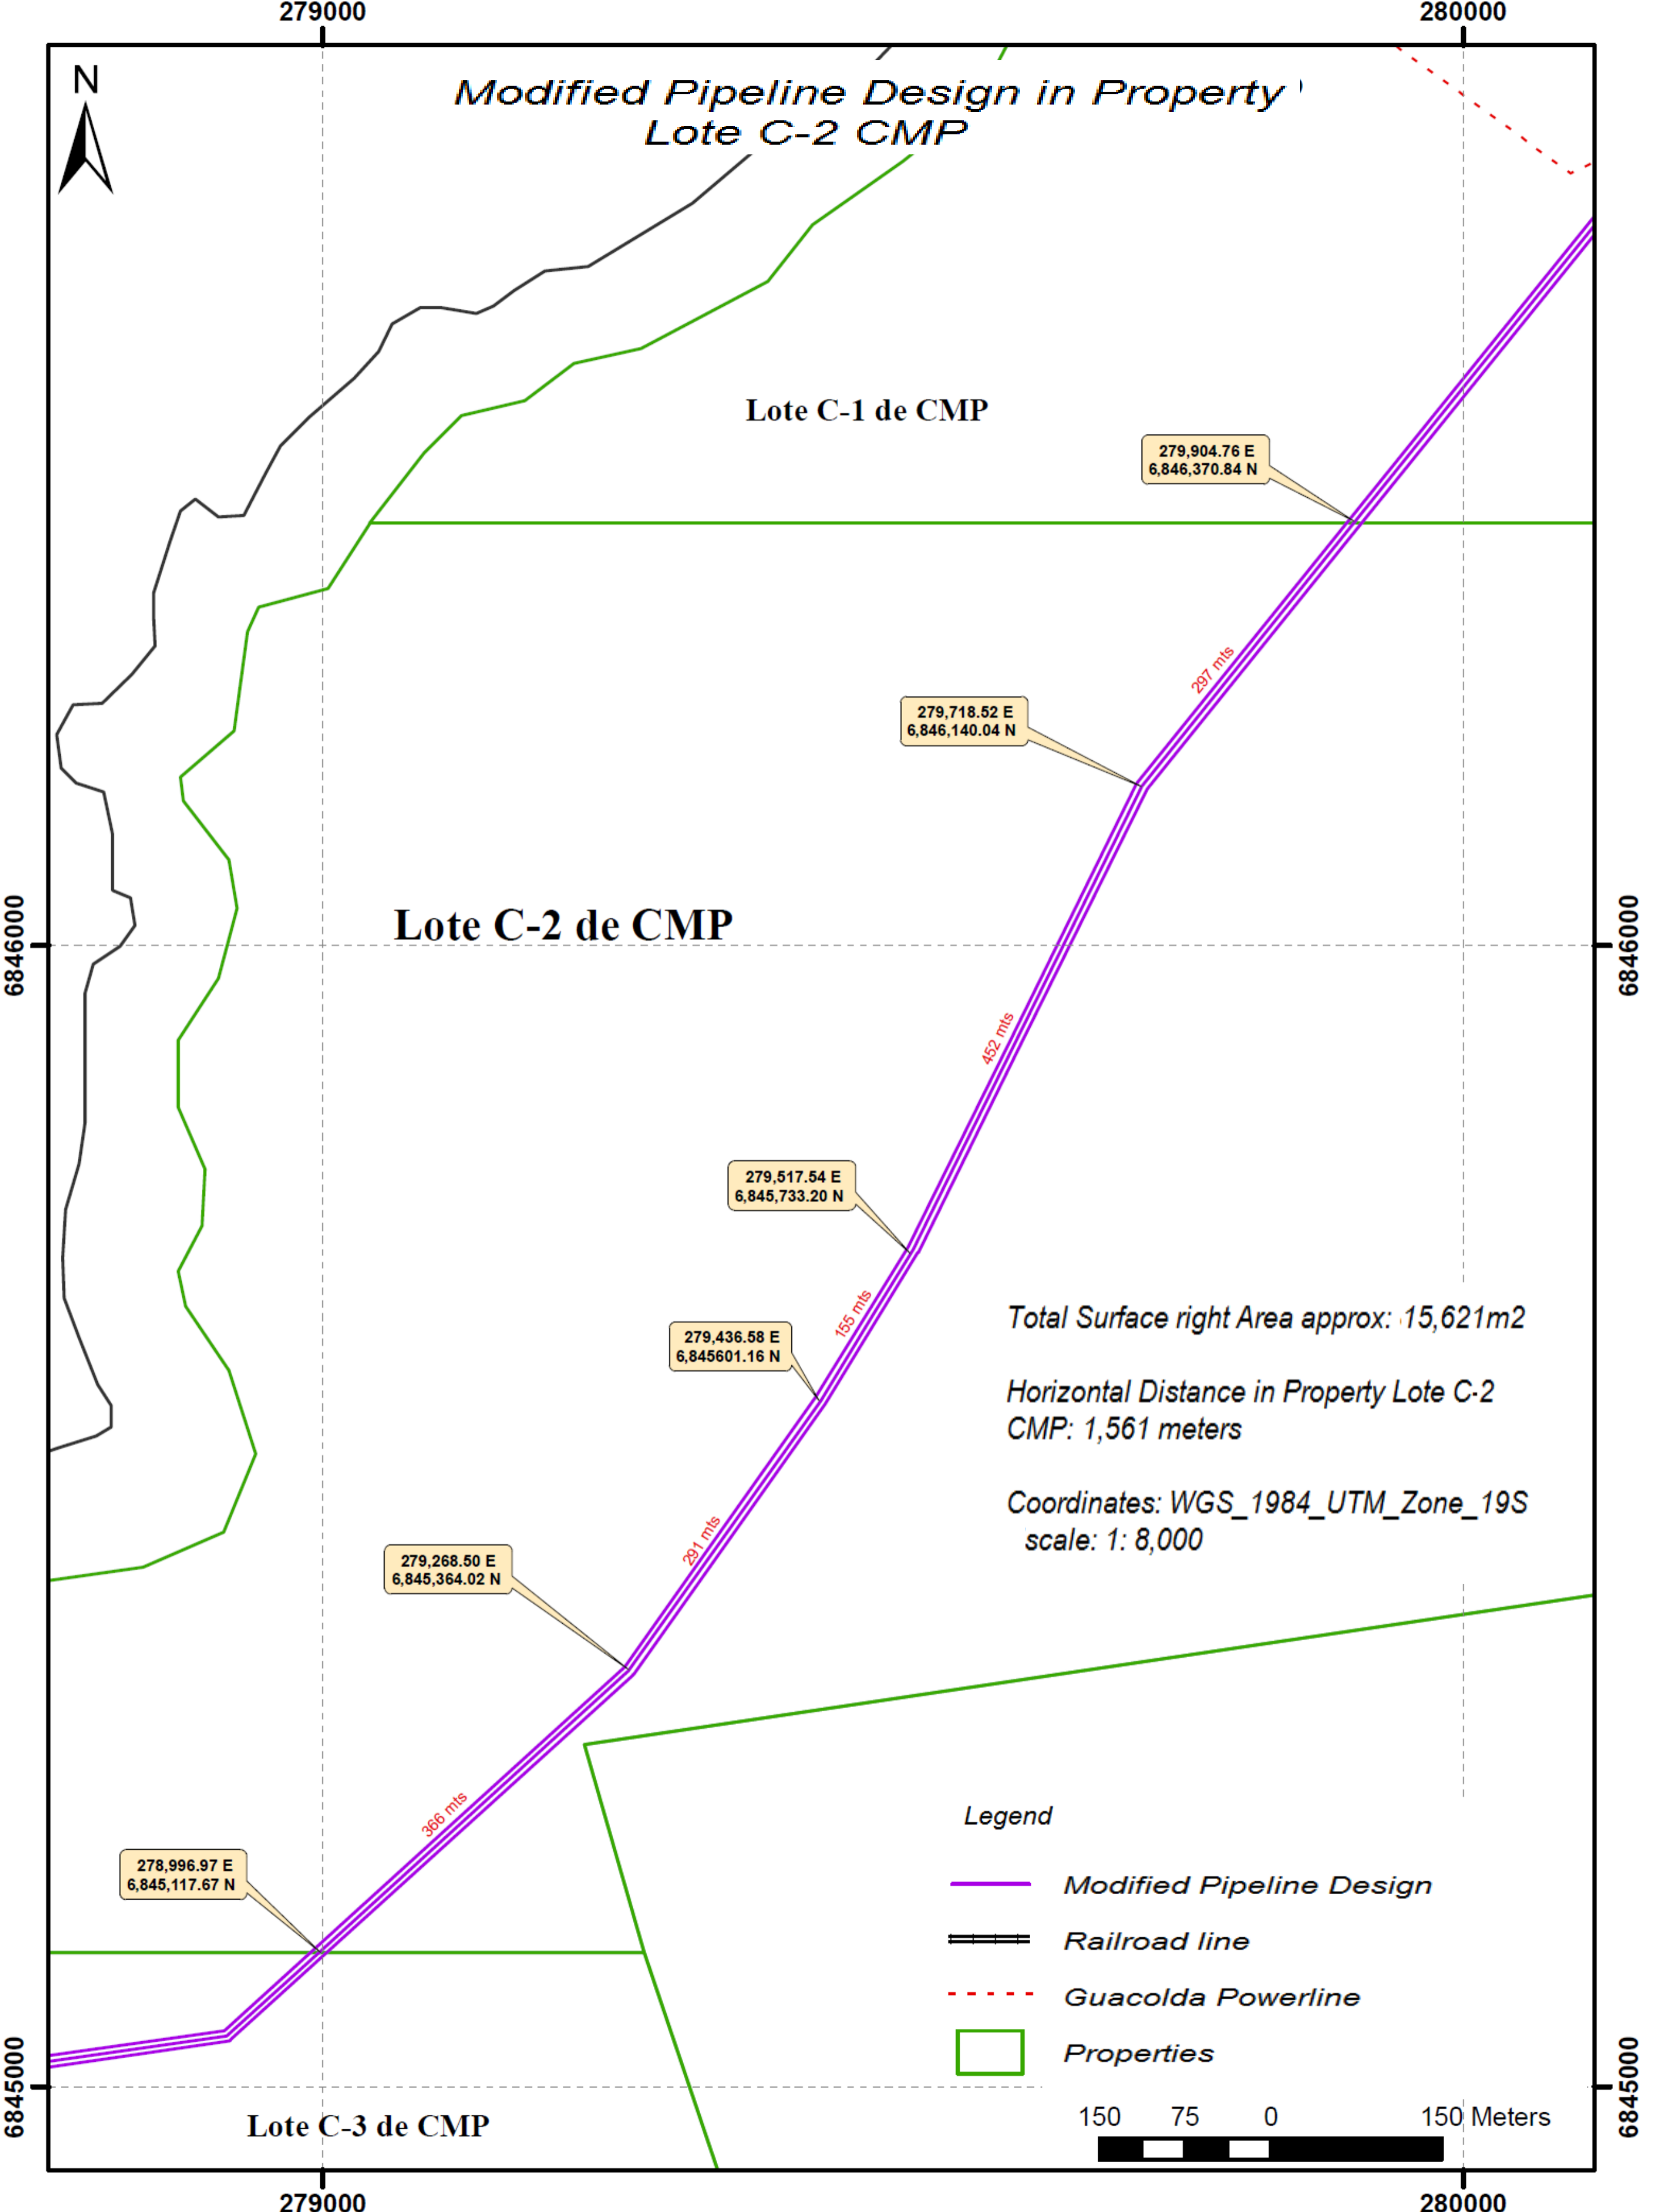 279000
280000
N
Modified Pipeline Design in Property
Lote C-2 CMP
Lote C-1 de CMP
279,904.76 E
6,846,370.84 N
297 mts
279,718.52 E
6,846,140.04 N
Lote C-2 de CMP
6846000
6846000
452 mts
279,517.54 E
6,845,733.20 N
155 mts
279,436.58 E
6,845601.16 N
Total Surface right Area approx: 15,621m2
Horizontal Distance in Property Lote C-2
CMP: 1,561 meters
Coordinates: WGS_1984_UTM_Zone_19S
scale: 1: 8,000
291 mts
279,268.50 E
6,845,364.02 N
366 mts
278,996.97 E
6,845,117.67 N
Legend
Modified Pipeline Design
Railroad line
Guacolda Powerline
Properties
6845000
6845000
Lote C-3 de CMP
150 75 0 150 Meters
279000
280000